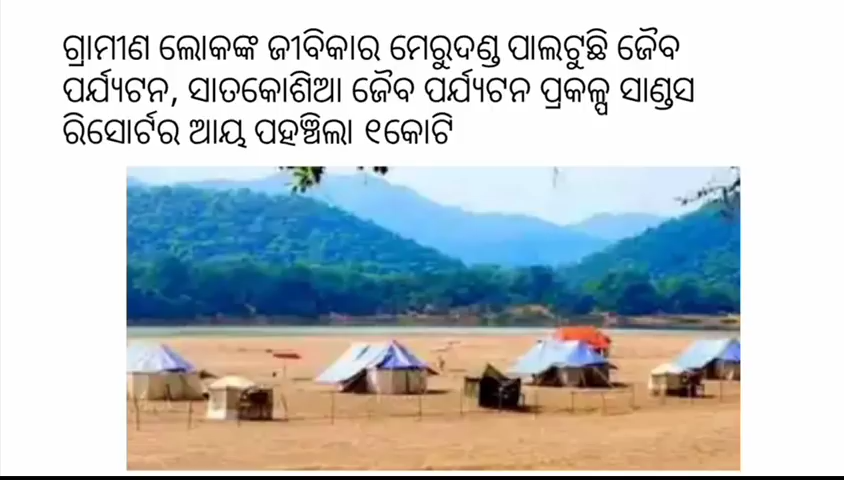 ଗ୍ରାମୀଣ ଲୋକଙ୍କ ଜୀବିକାର ମେରୁଦଣ୍ଡ ପାଲଟୁଛି ଜୈବ
ପର୍ଯ୍ୟଟନ, ସାତକୋଶିଆ ଜୈବ ପର୍ଯ୍ୟଟନ ପ୍ରକଳ୍ପ ସାଣ୍ଡସ
ରିସୋର୍ଟର ଆୟ ପହଞ୍ଚିଲା ୧କୋଟି